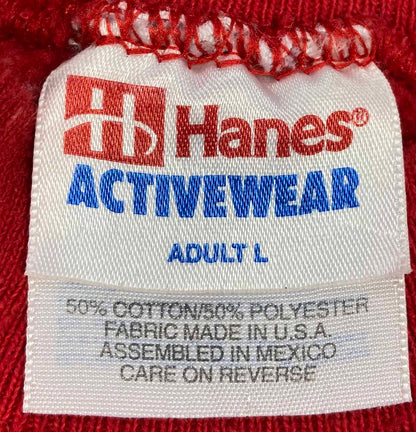 H Hanes®
ACTIVEWEAR
ADULT L
50% COTTON/50% POLYESTER
FABRIC MADE IN U.S.A.
ASSEMBLED IN MEXICO
CARE ON REVERSE